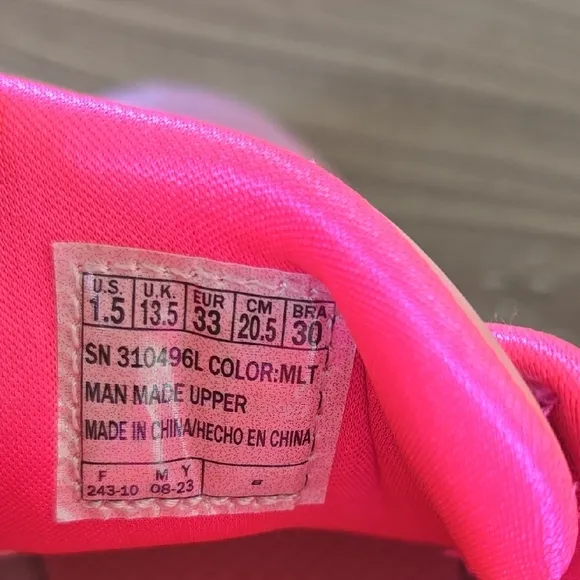 U.S. U.K. EUR CM BRA
1.5 13.5 33 20.5 30
SN 310496L COLOR:MLT
MAN MADE UPPER
MADE IN CHINA/HECHO EN CHINA
F M Y
243-10 08-23